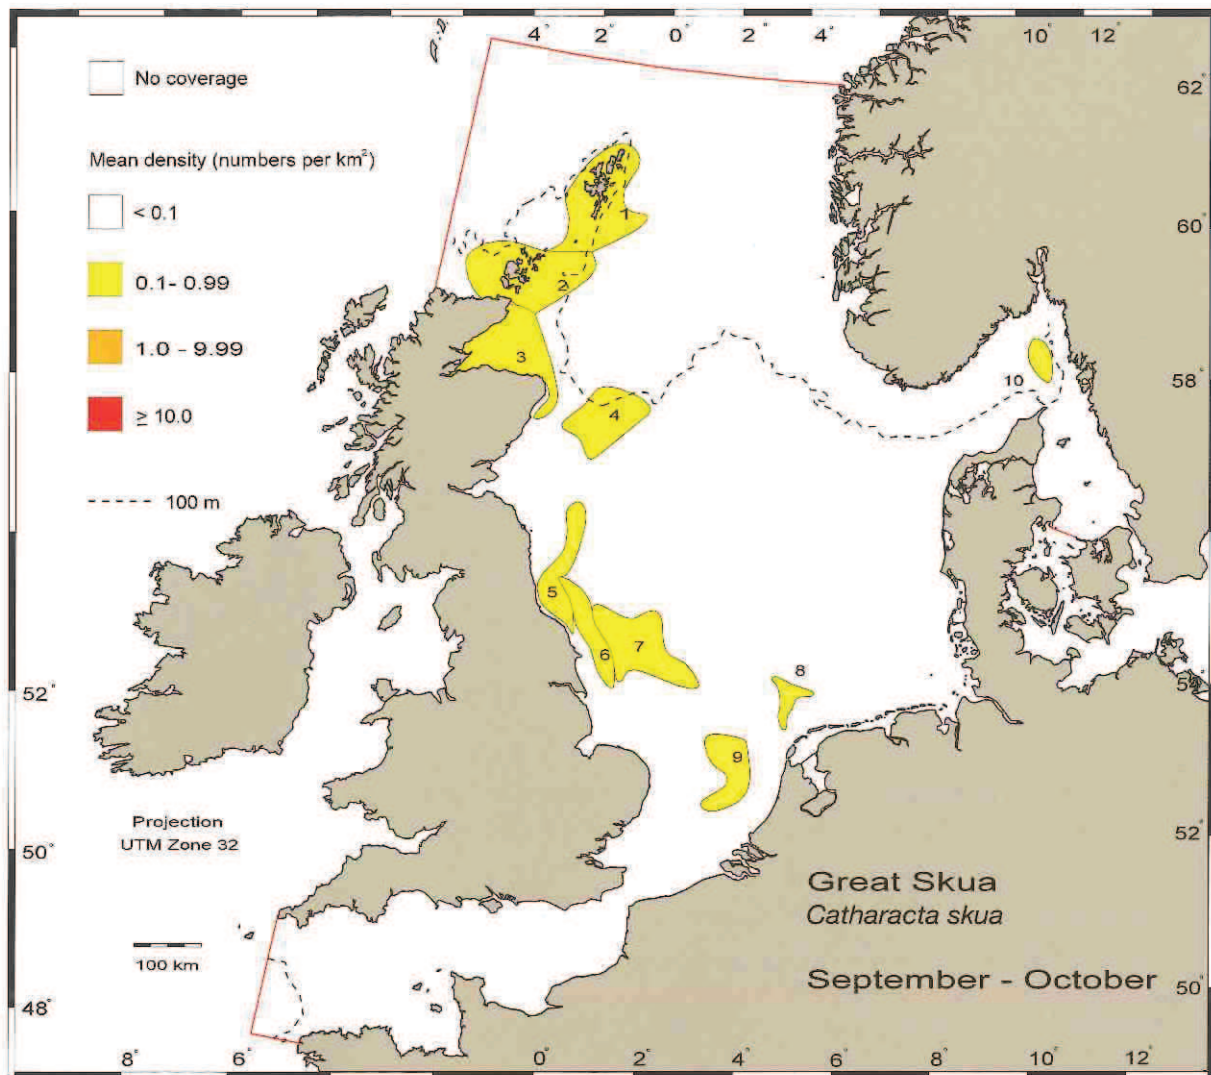 4° 2° 0° 2° 4° 10° 12°
No coverage
62°
Mean density (numbers per km²)
< 0.1
1
60°
0.1- 0.99
2
1.0 - 9.99
3
10
58°
≥ 10.0
4
100 m
5
6
7
8
52°
52°
9
Projection
UTM Zone 32
52°
50°
Great Skua
Catharacta skua
100 km
September - October
50°
48°
8° 6° 0° 2° 4° 6° 8° 10° 12°